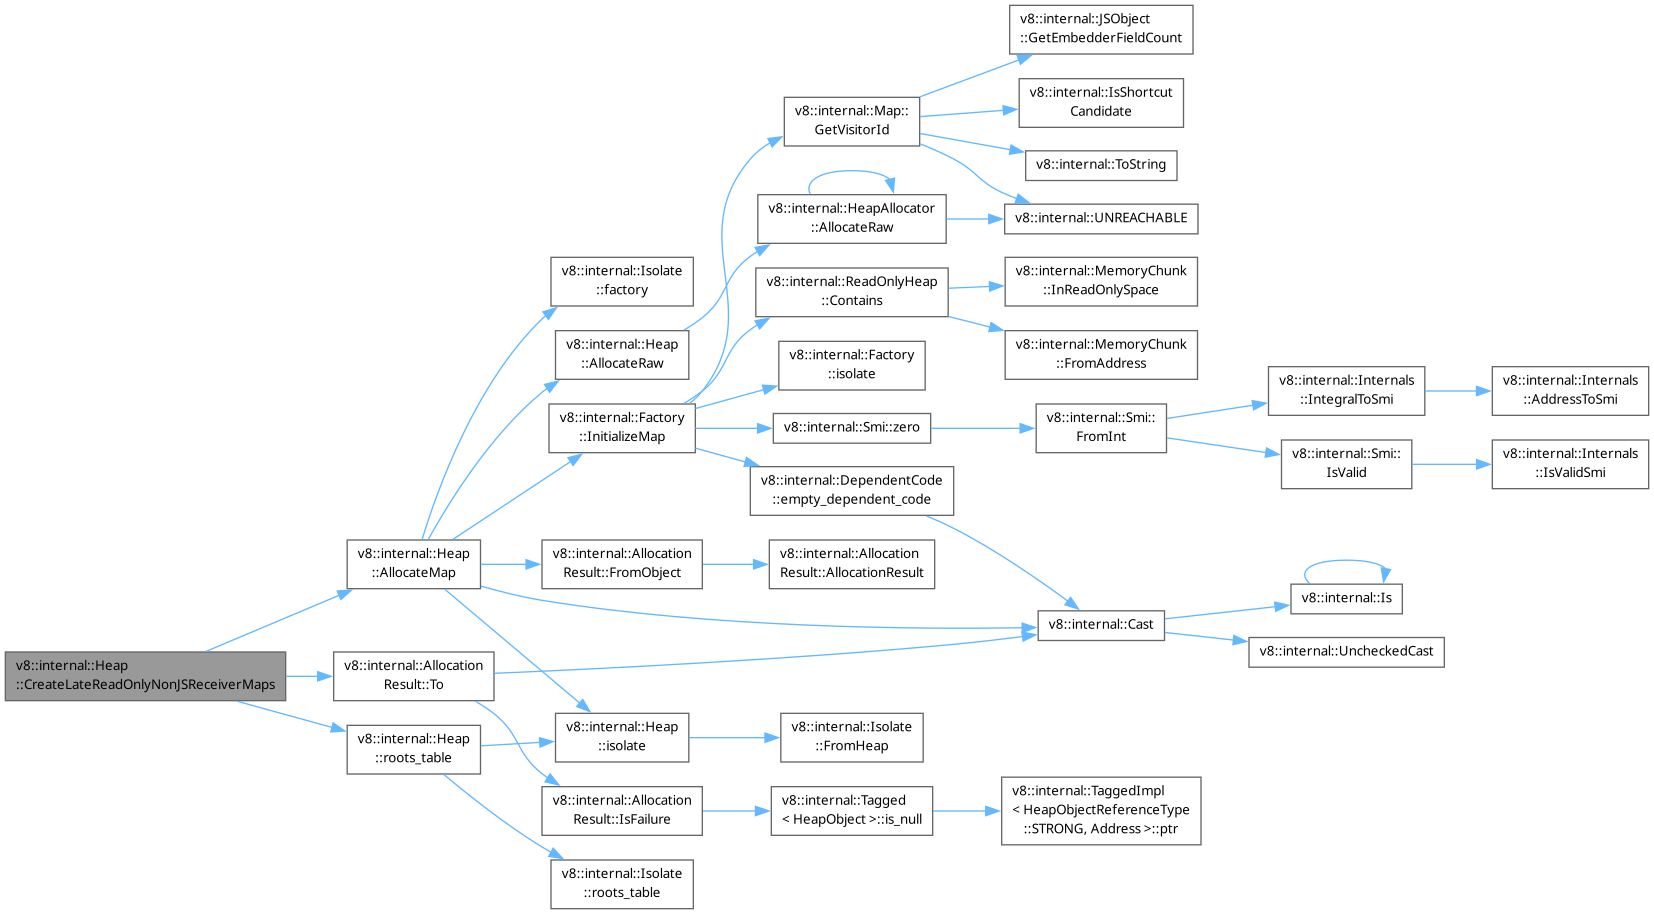 v8::internal::JSObject
::GetEmbedderFieldCount
v8::internal::IsShortcut
Candidate
v8::internal::Map::
GetVisitorId
v8::internal::ToString
v8::internal::HeapAllocator
::AllocateRaw
v8::internal::UNREACHABLE
v8::internal::Isolate
::factory
v8::internal::ReadOnlyHeap
::Contains
v8::internal::MemoryChunk
::InReadOnlySpace
v8::internal::Heap
::AllocateRaw
v8::internal::Factory
::isolate
v8::internal::MemoryChunk
::FromAddress
v8::internal::Internals
::IntegralToSmi
v8::internal::Internals
::AddressToSmi
v8::internal::Factory
::InitializeMap
v8::internal::Smi::zero
v8::internal::Smi::
FromInt
v8::internal::Smi::
IsValid
v8::internal::Internals
::IsValidSmi
v8::internal::DependentCode
::empty_dependent_code
v8::internal::Heap
::AllocateMap
v8::internal::Allocation
Result::FromObject
v8::internal::Allocation
Result::AllocationResult
v8::internal::Is
v8::internal::Cast
v8::internal::UncheckedCast
v8::internal::Heap
::CreateLateReadOnlyNonJSReceiverMaps
v8::internal::Allocation
Result::To
v8::internal::Heap
::roots_table
v8::internal::Heap
::isolate
v8::internal::Isolate
::FromHeap
v8::internal::Allocation
Result::IsFailure
v8::internal::Tagged
< HeapObject >::is_null
v8::internal::TaggedImpl
< HeapObjectReferenceType
::STRONG, Address >::ptr
v8::internal::Isolate
::roots_table